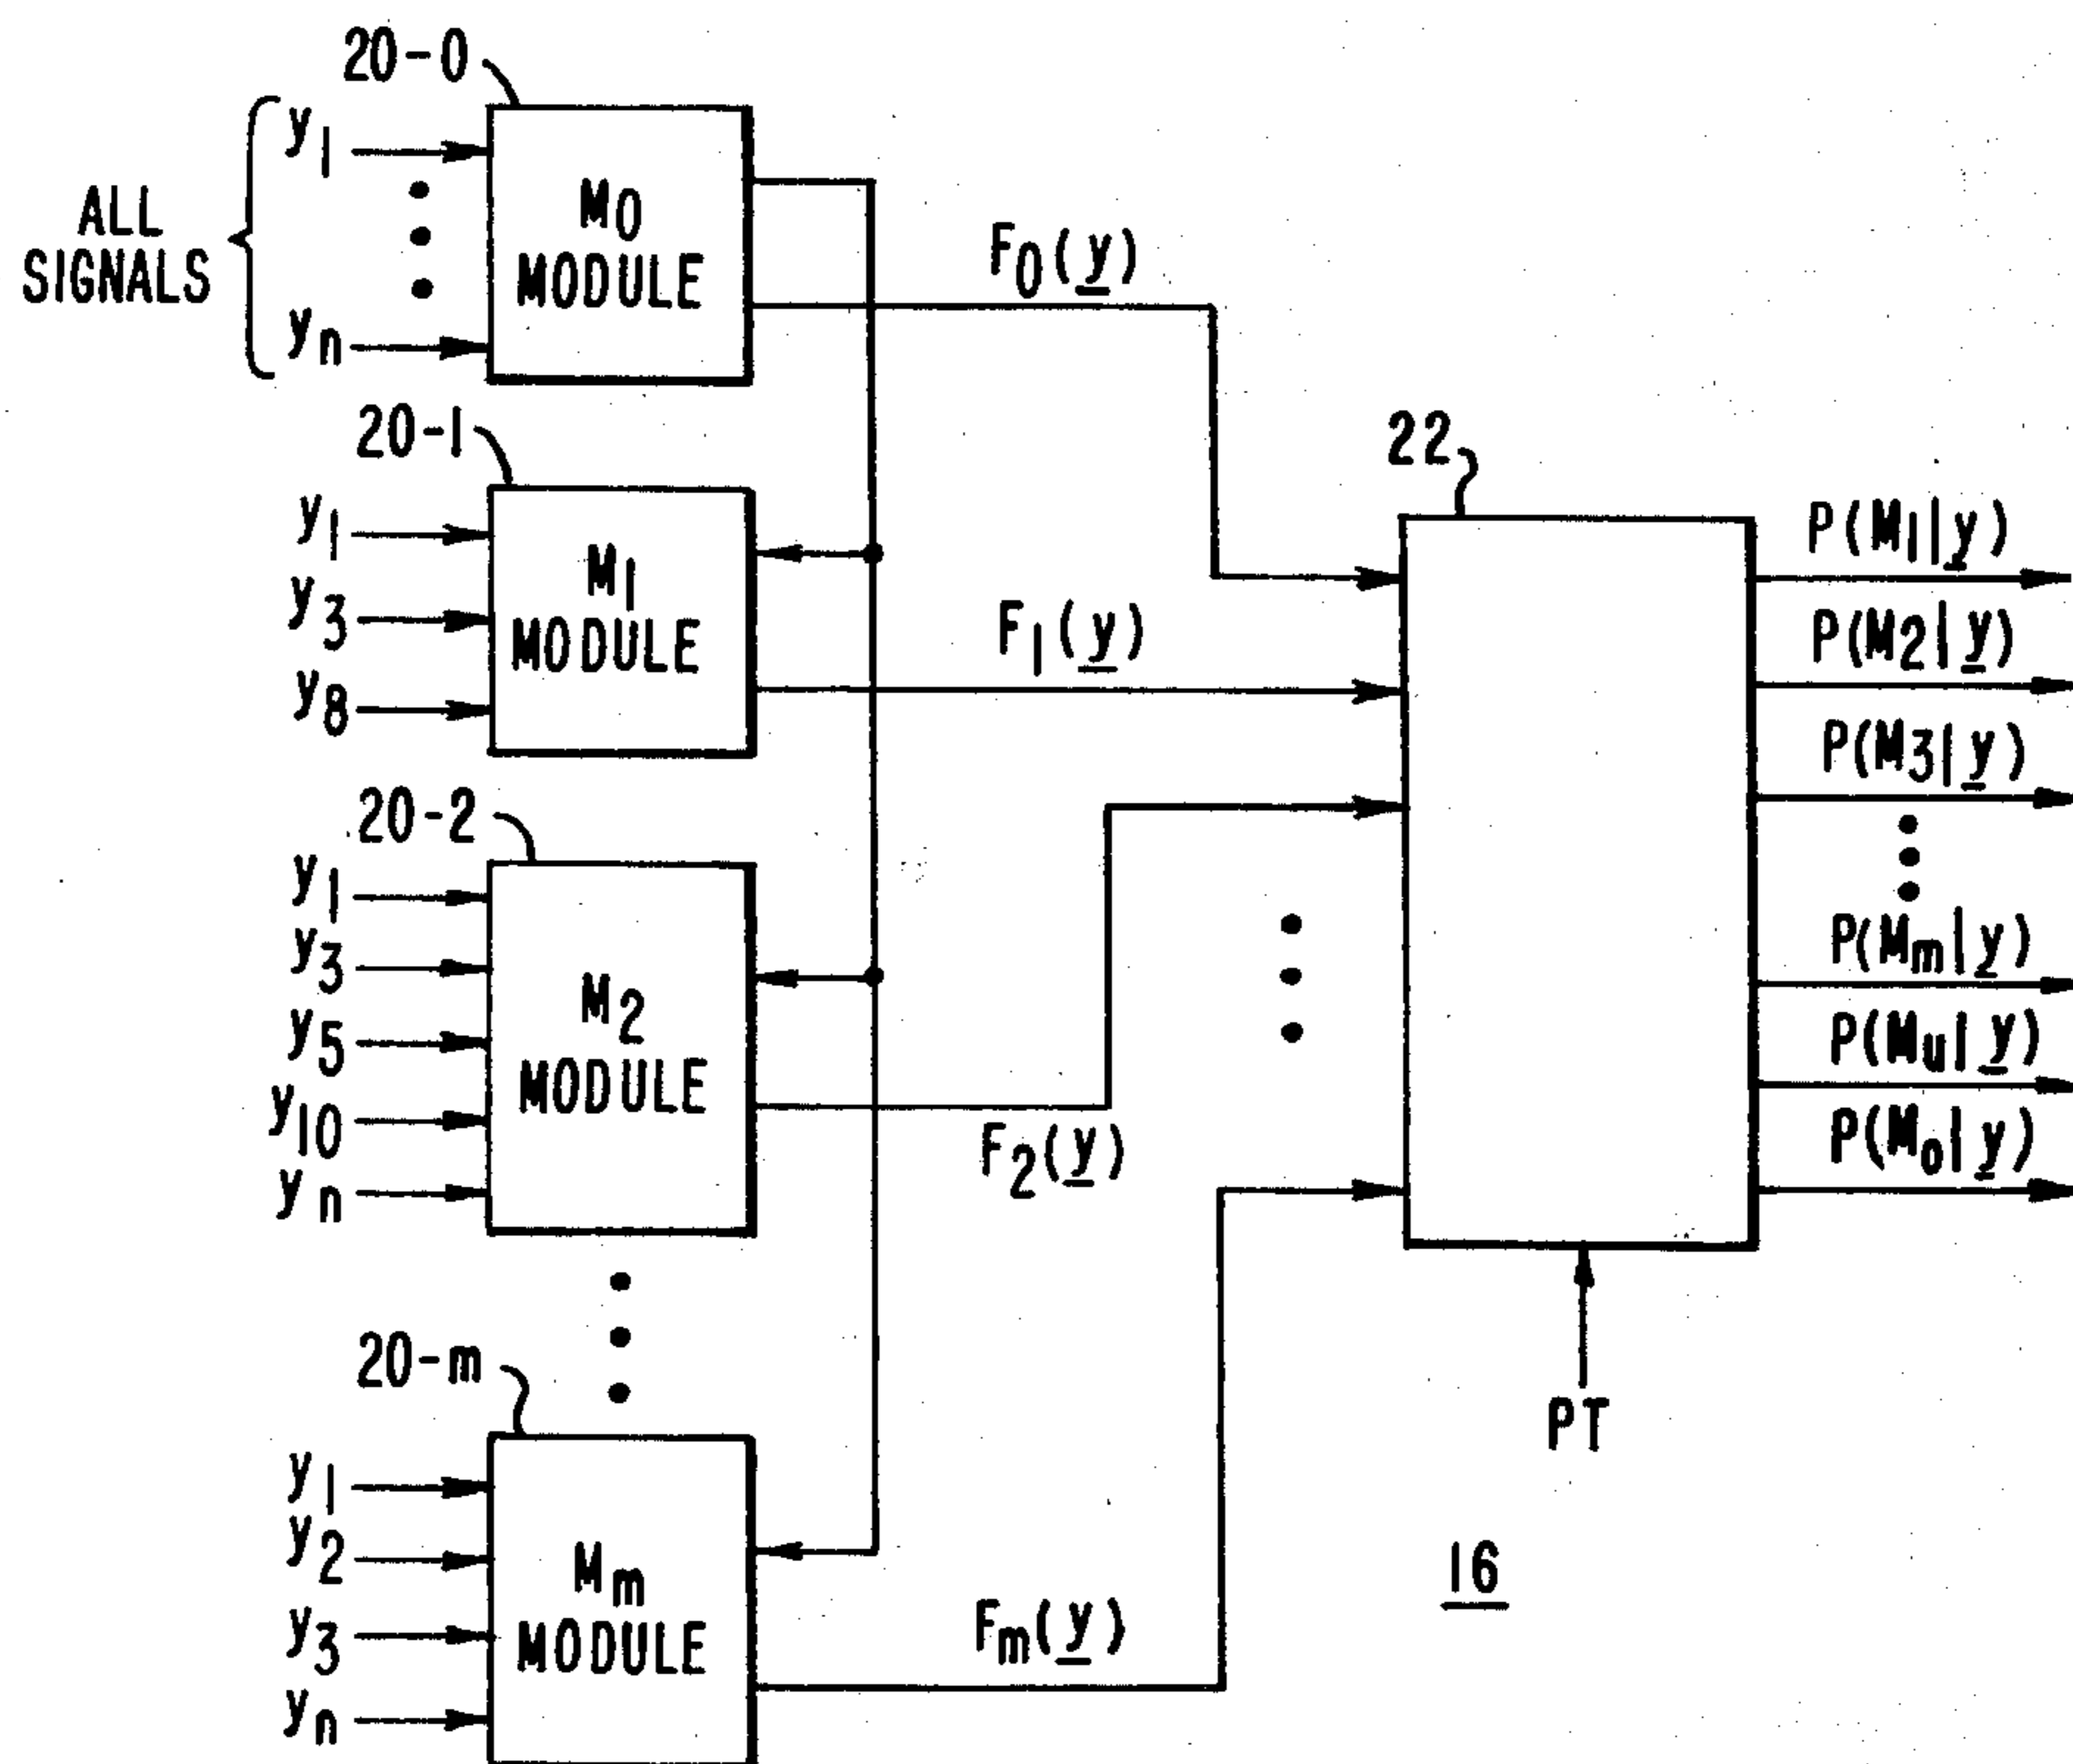 20-0
ALL
SIGNALS
y1
yn
M0
MODULE
F0(y)
20-1
y1
y3
y8
M1
MODULE
F1(y)
20-2
y1
y3
y5
y10
yn
M2
MODULE
F2(y)
20-m
y1
y2
y3
yn
Mm
MODULE
Fm(y)
22
P(M1|y)
P(M2|y)
P(M3|y)
P(Mm|y)
P(Mu|y)
P(Mo|y)
PT
16